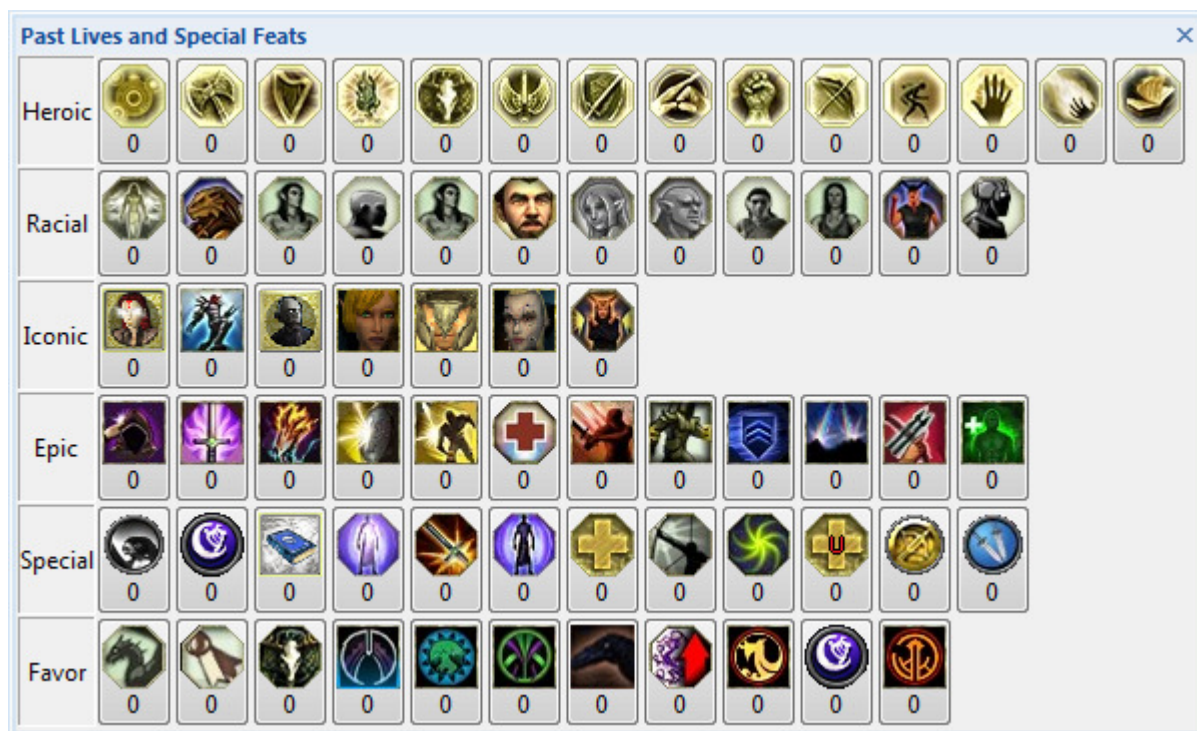 Past Lives and Special Feats
Heroic 0 0 0 0 0 0 0 0 0 0 0 0 0 0
Racial 0 0 0 0 0 0 0 0 0 0 0 0
Iconic 0 0 0 0 0 0 0
Epic 0 0 0 0 0 0 0 0 0 0 0 0
Special U 0 0 0 0 0 0 0 0 0 0 0 0
Favor 0 0 0 0 0 0 0 0 0 0 0